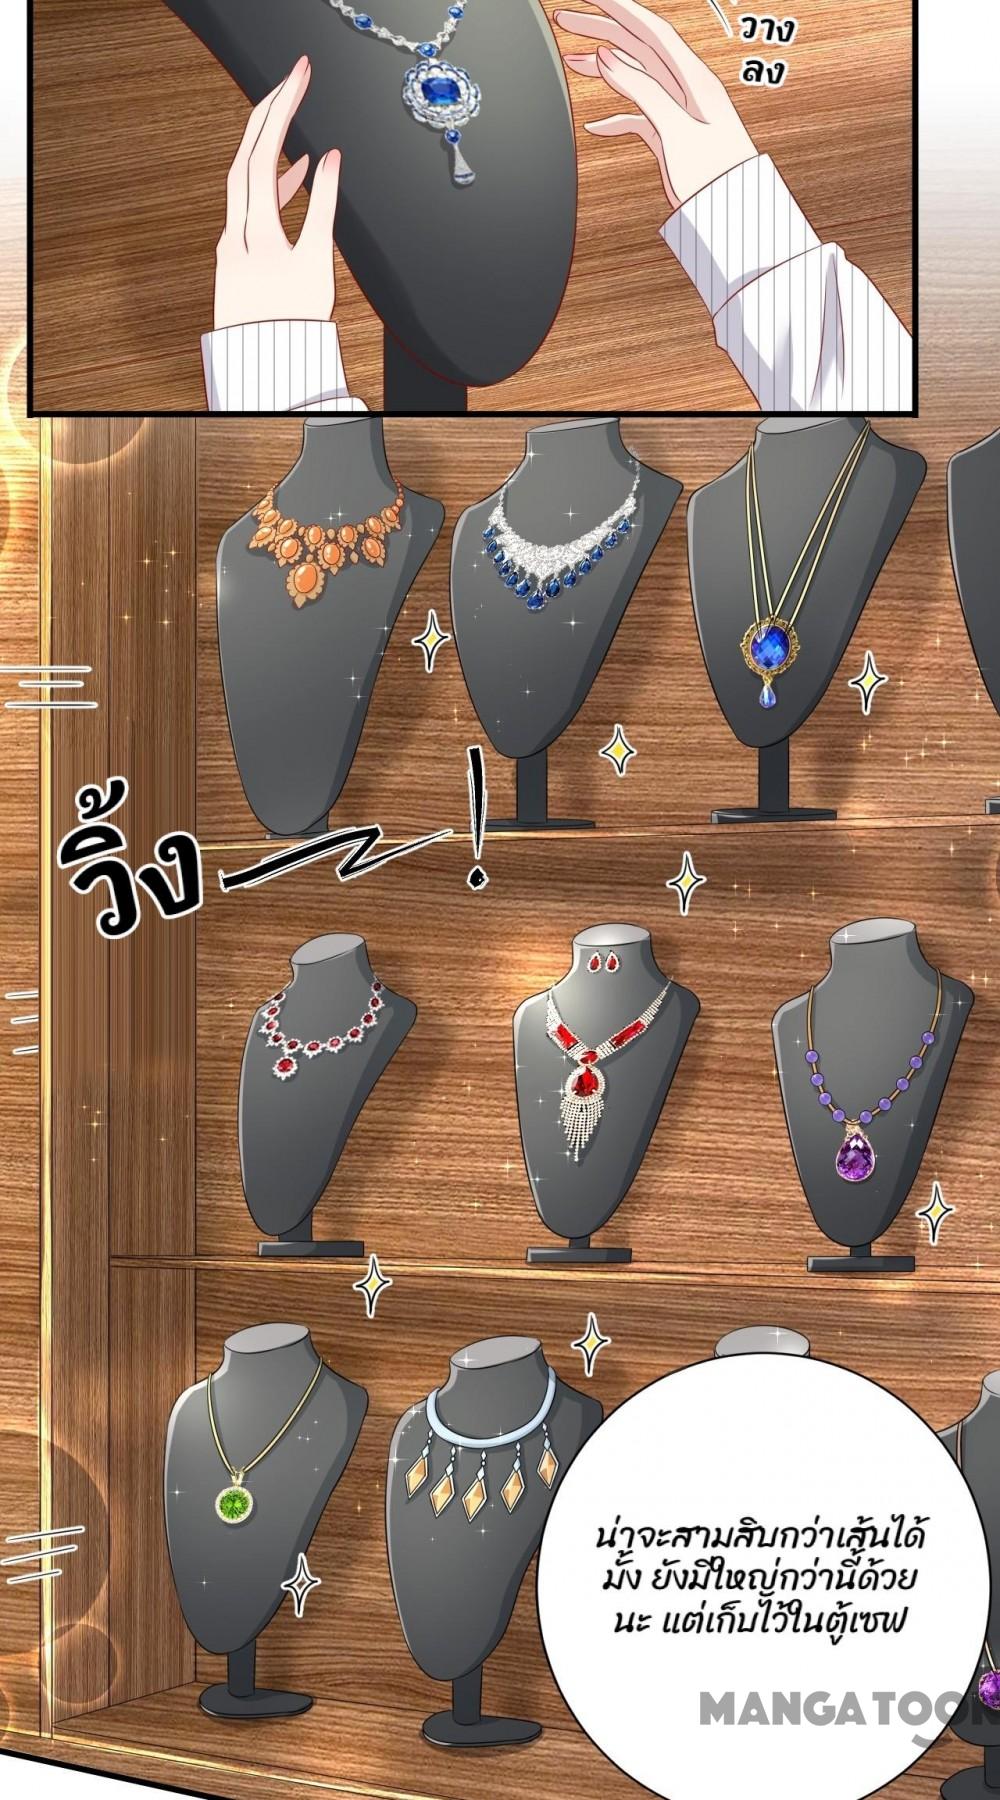 วาง
ลง
วิ้ง
!
น่าจะสามสิบกว่าเส้นได้
มั้ง ยังมีใหญ่กว่านี้ด้วย
นะ แต่เก็บไว้ในตู้เซฟ
MANGATOON